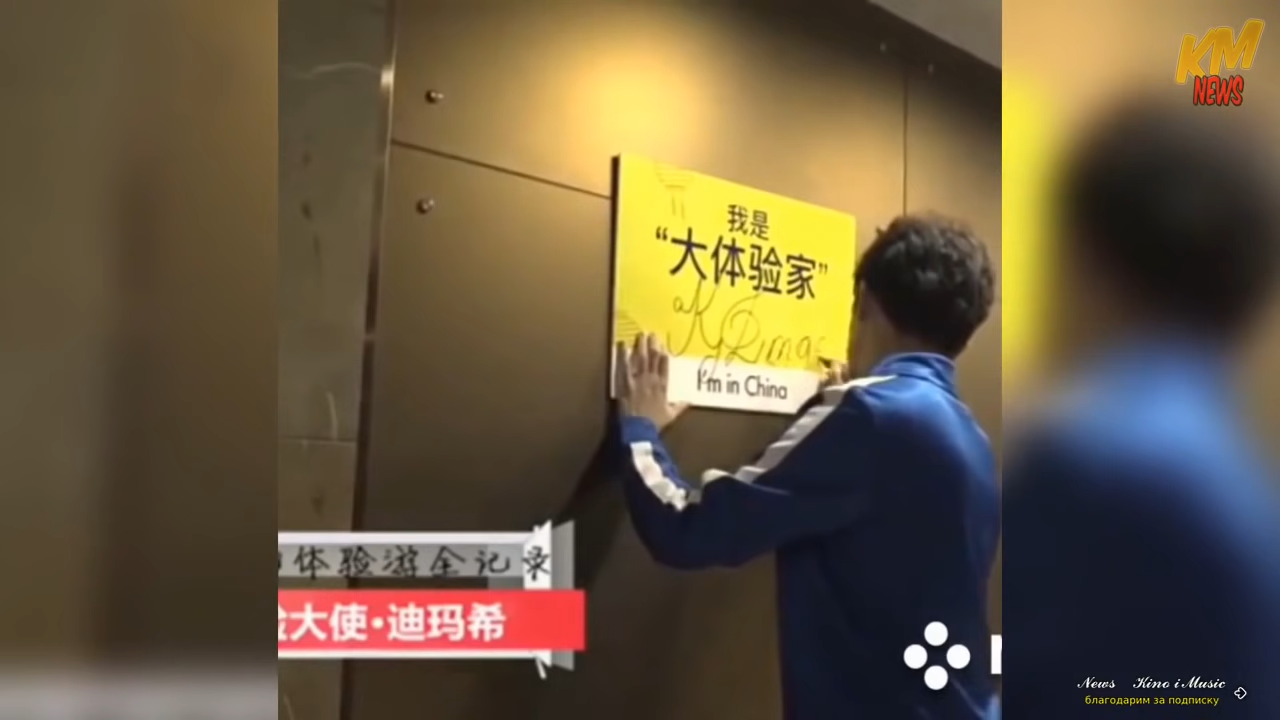 KM
NEWS
我是
“大体验家”
I'm in China
体验游全记录
大使·迪玛希
News Kino i Music
благодарим за подписку